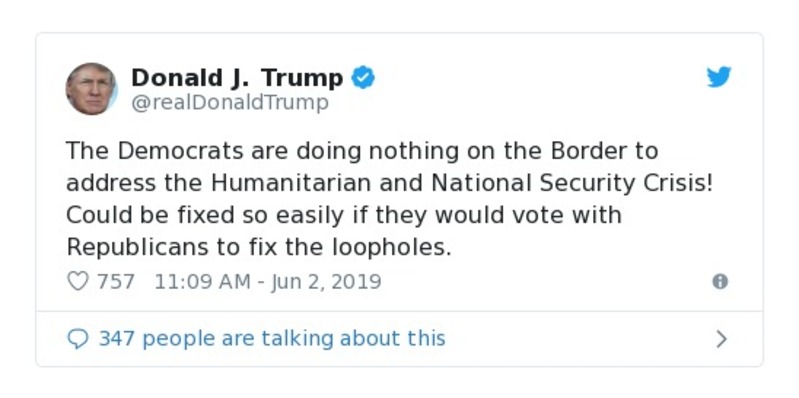 Donald J. Trump
@realDonaldTrump
The Democrats are doing nothing on the Border to
address the Humanitarian and National Security Crisis!
Could be fixed so easily if they would vote with
Republicans to fix the loopholes.
757 11:09 AM - Jun 2, 2019
347 people are talking about this